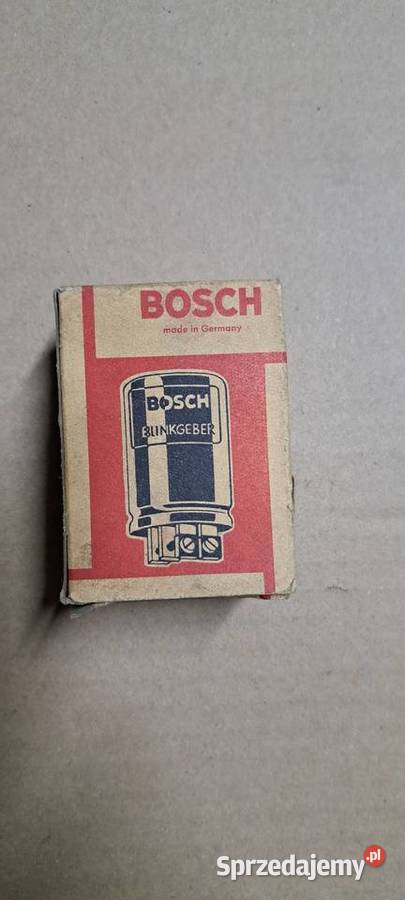 BOSCH
made in Germany
BOSCH
BLINKGEBER
Sprzedajemy.pl